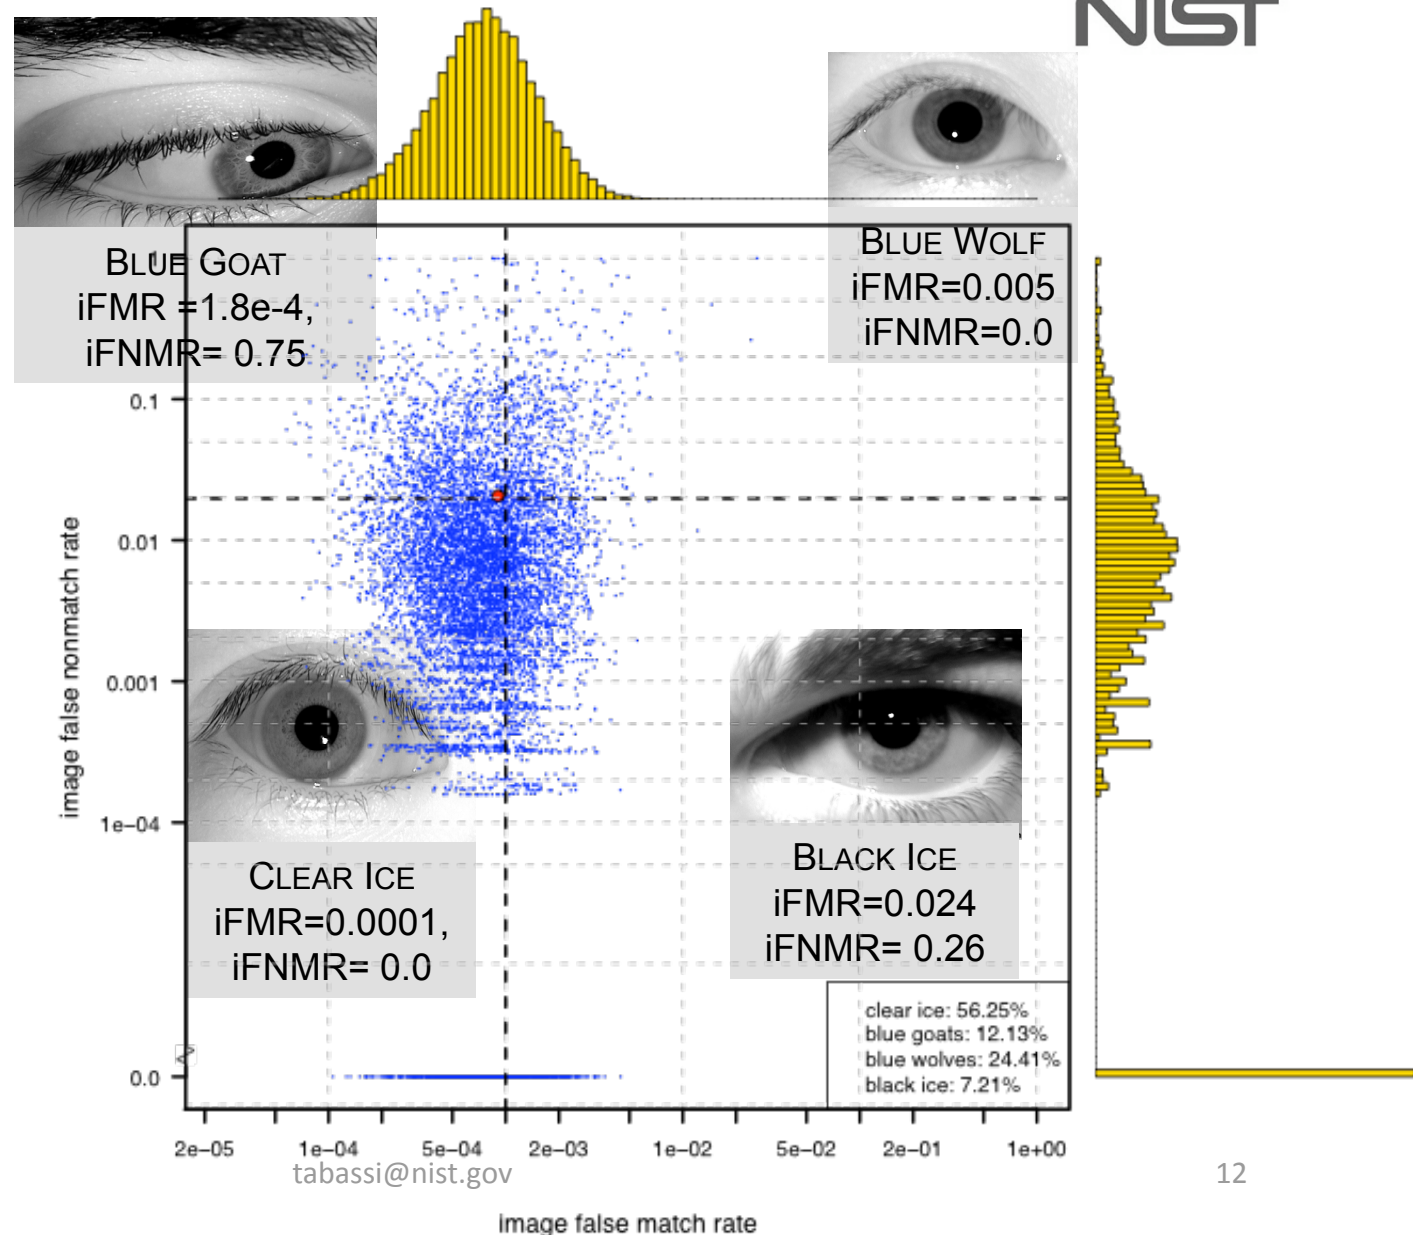 NIST
BLUE GOAT
iFMR =1.8e-4,
iFNMR= 0.75
BLUE WOLF
iFMR=0.005
iFNMR=0.0
1
0.1
0.01
0.001
1e−04
0.0
image false nonmatch rate
CLEAR ICE
iFMR=0.0001,
iFNMR= 0.0
BLACK ICE
iFMR=0.024
iFNMR= 0.26
clear ice: 56.25%
blue goats: 12.13%
blue wolves: 24.41%
black ice: 7.21%
2e−05 1e−04 5e−04 2e−03 1e−02 5e−02 2e−01 1e+00
tabassi@nist.gov
12
image false match rate